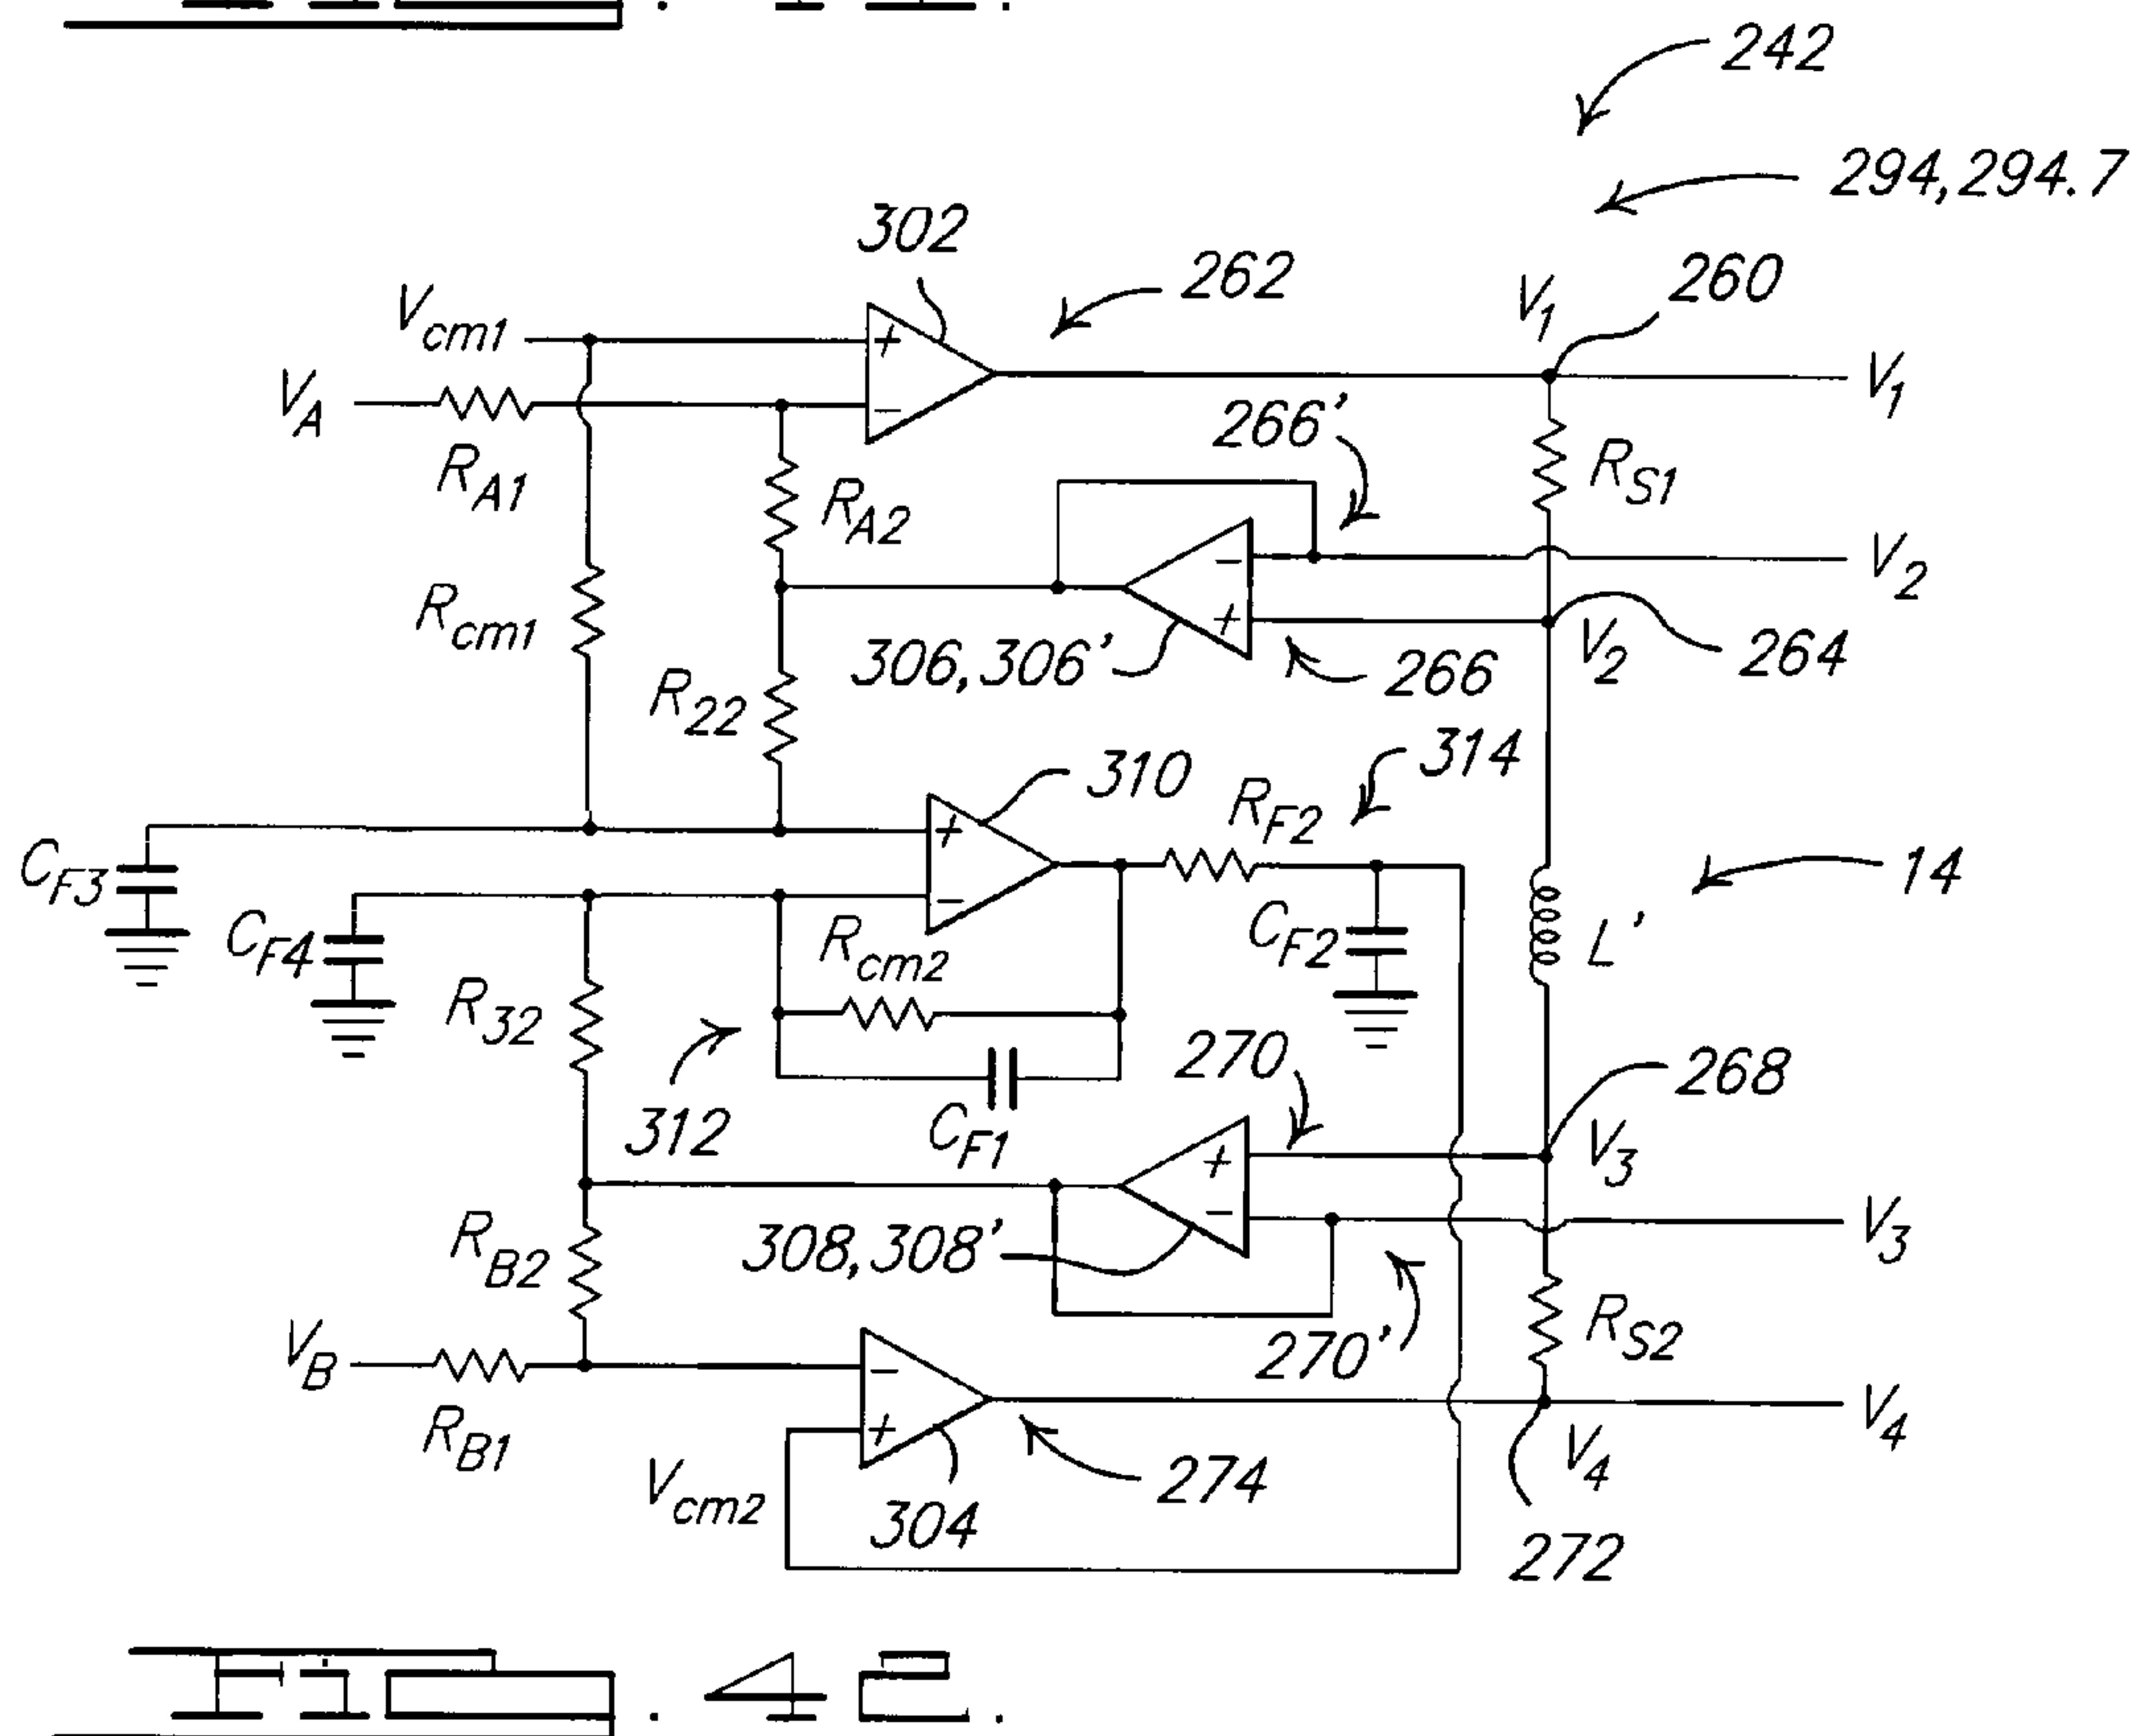 242
294, 294.7
302
262
V1
260
Vcm1
VA
RA1
V1
266'
RS1
RA2
V2
Rcm1
306, 306'
266
V2
264
R22
310
314
RF2
CF3
14
CF4
Rcm2
CF2
L'
R32
270
268
312
CF1
V3
RB2
308, 308'
V3
270'
RS2
VB
RB1
V4
Vcm2
274
V4
304
272
Fig. 42.